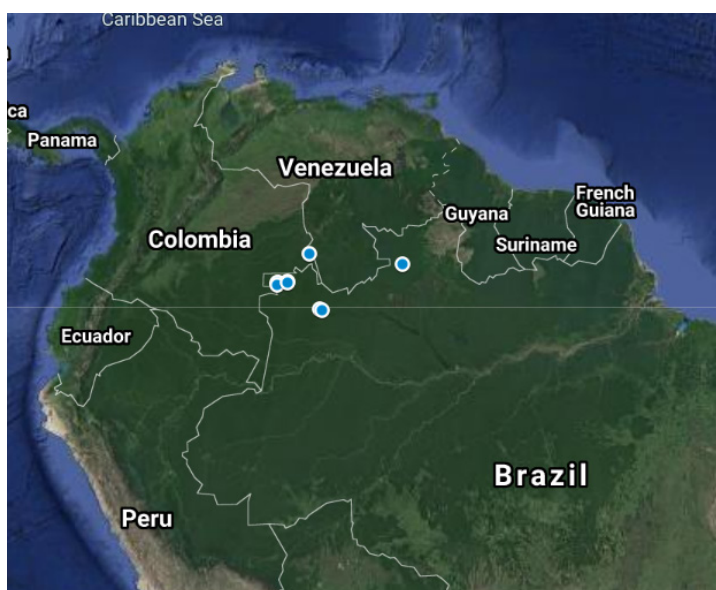 Caribbean Sea
ca
Panama
Venezuela
Colombia
Guyana
French
Guiana
Suriname
Ecuador
Brazil
Peru